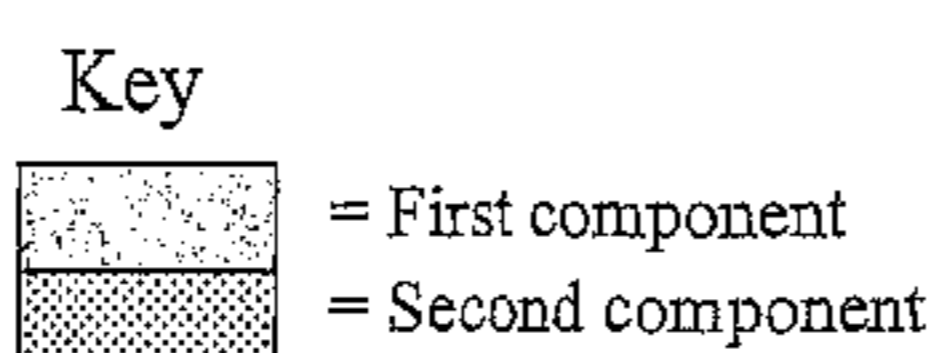 Key
= First component
= Second component